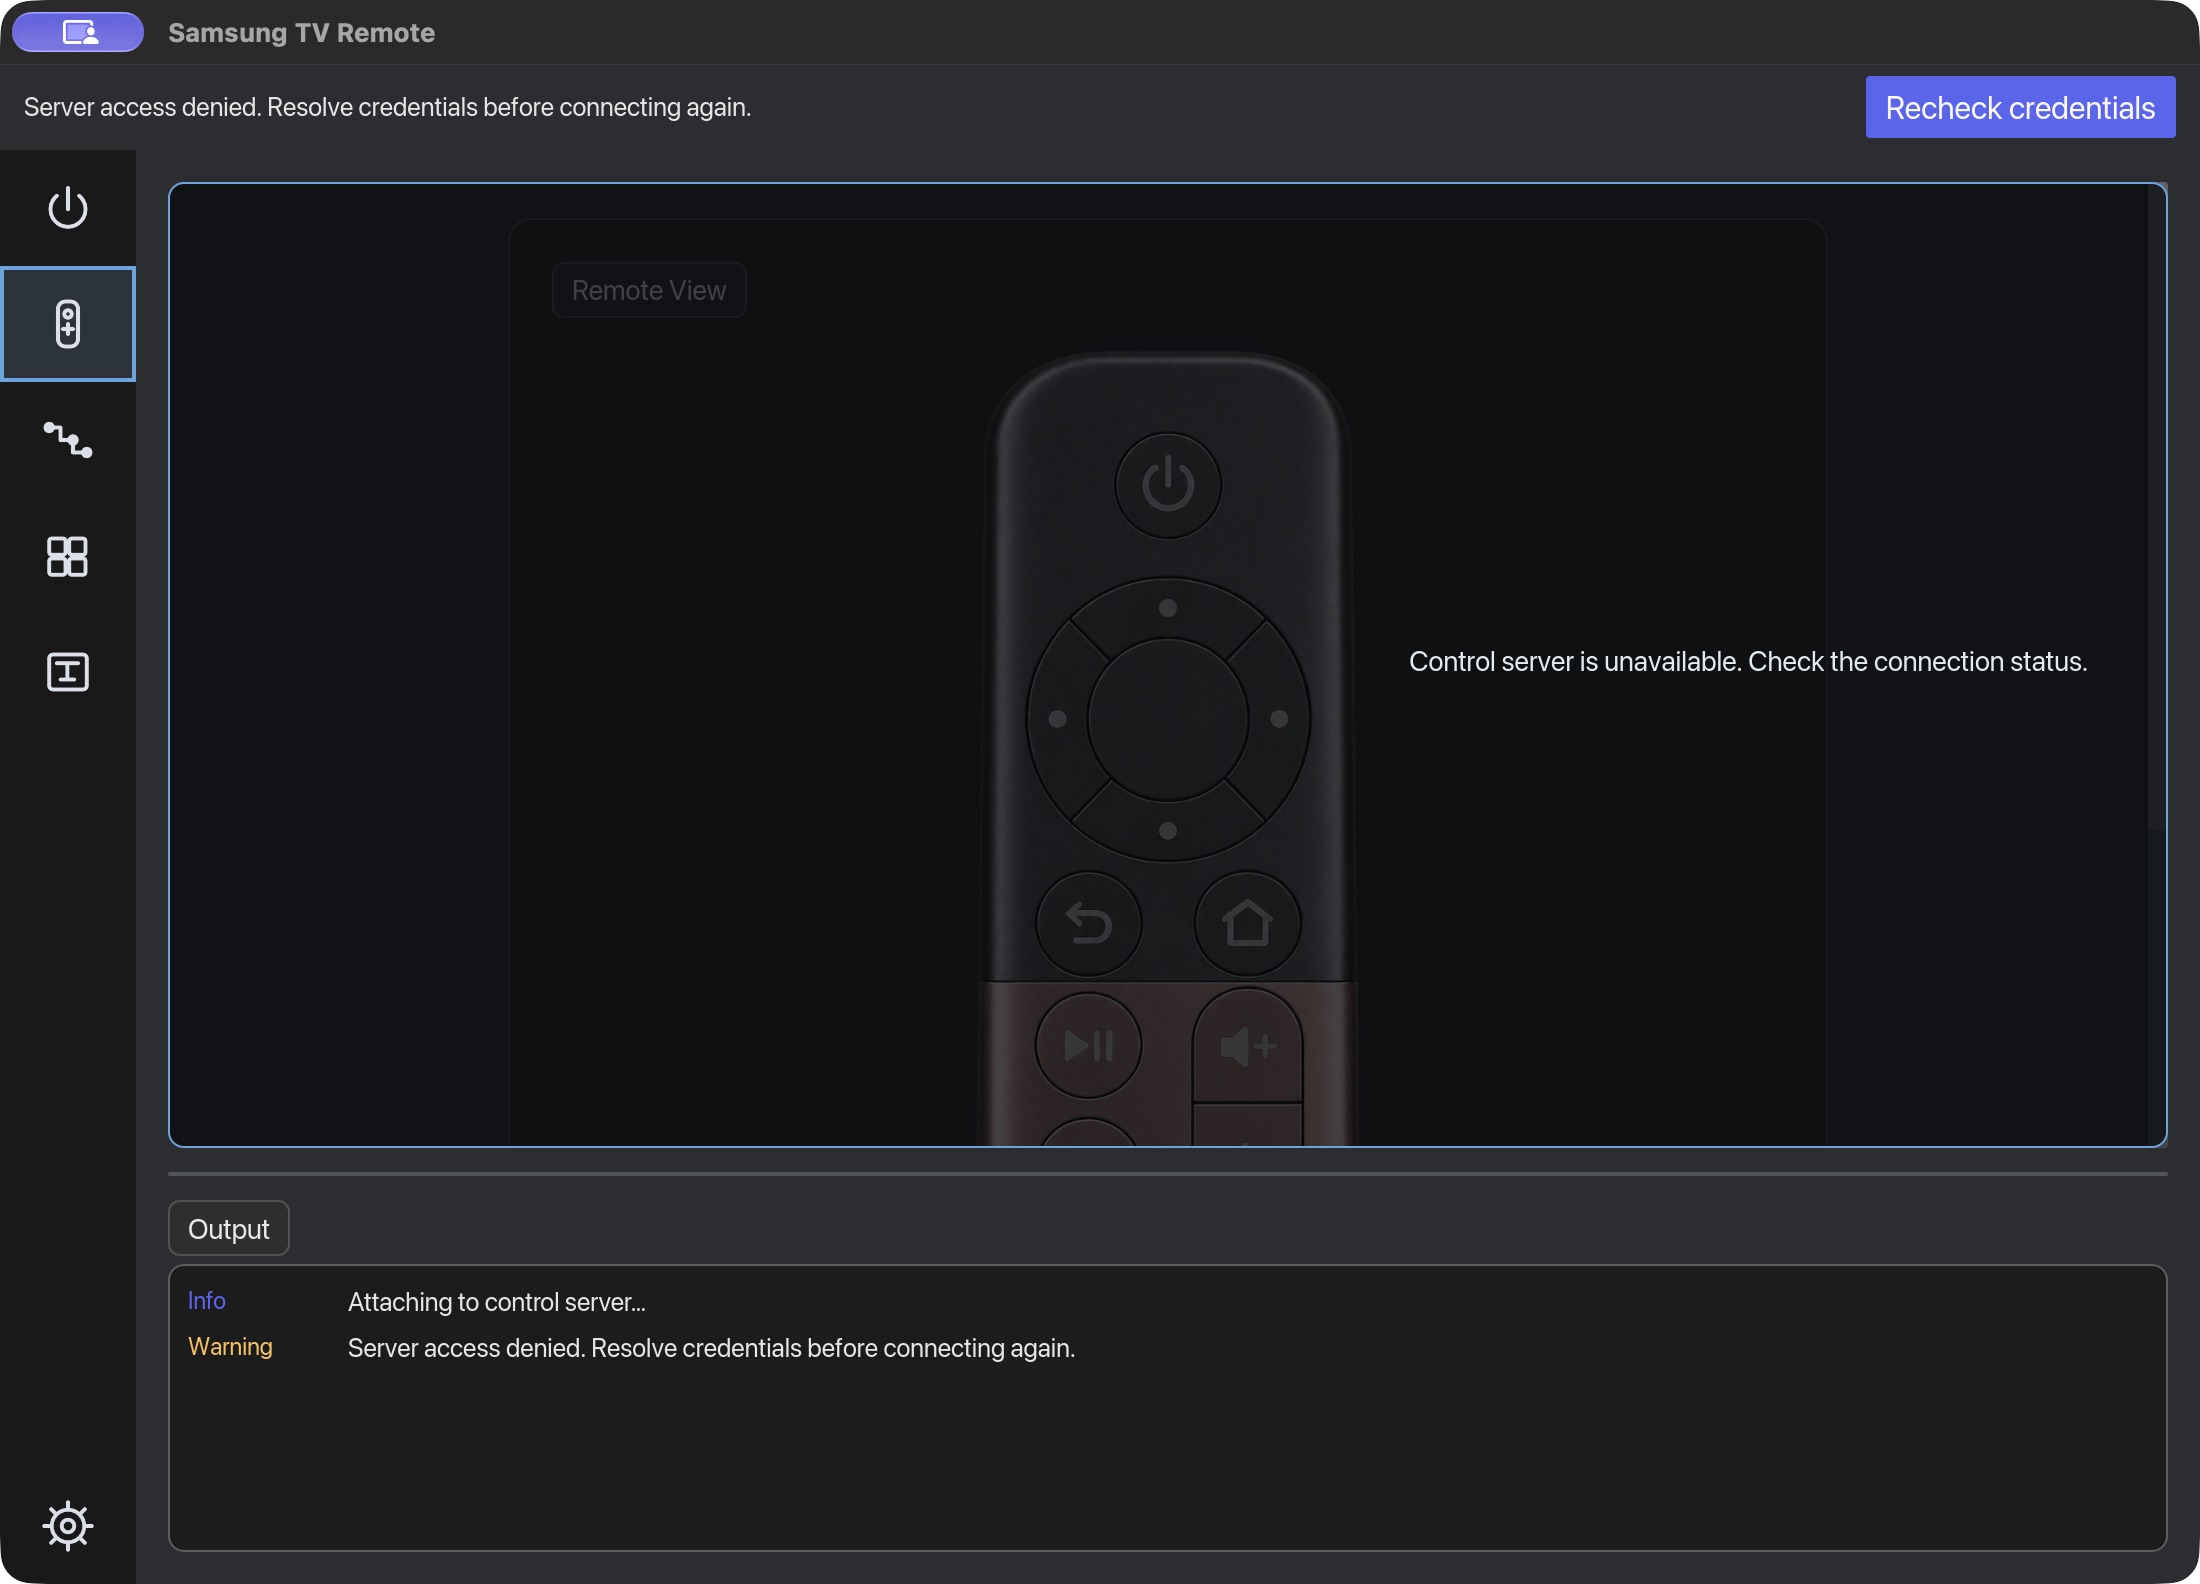 Samsung TV Remote
Server access denied. Resolve credentials before connecting again.
Recheck credentials
Remote View
Control server is unavailable. Check the connection status.
Output
Info Attaching to control server...
Warning Server access denied. Resolve credentials before connecting again.